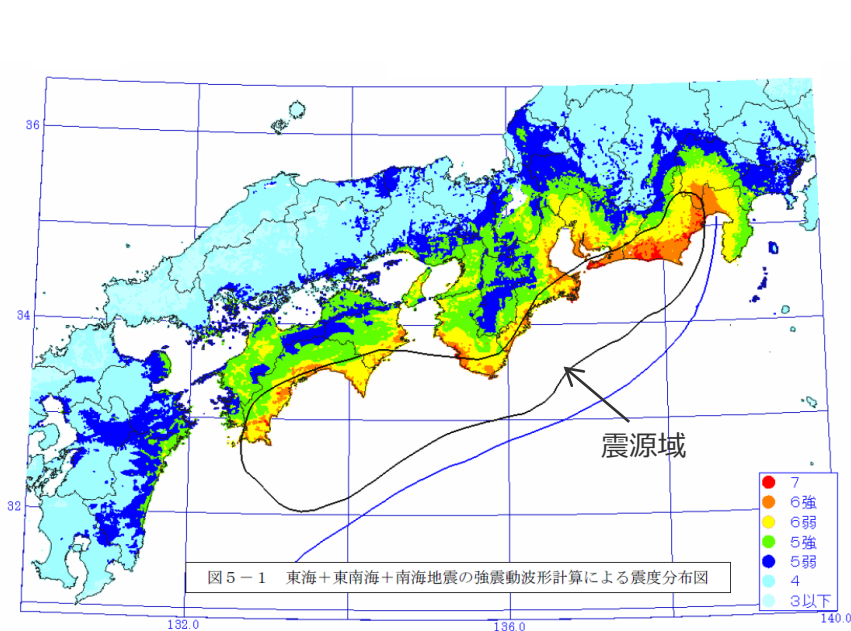 36
34
32
132.0
136.0
140.0
震源域
7
6強
6弱
5強
5弱
4
3以下
図5-1 東海+東南海+南海地震の強震動波形計算による震度分布図